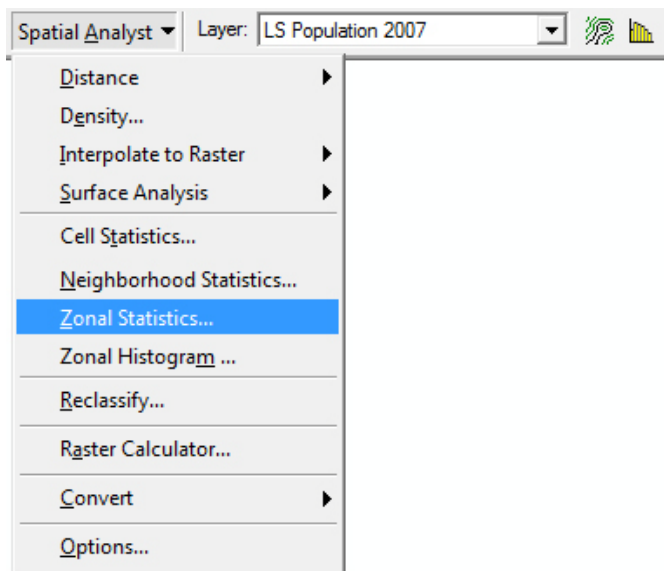 Spatial Analyst Layer: LS Population 2007
Distance
Density...
Interpolate to Raster
Surface Analysis
Cell Statistics...
Neighborhood Statistics...
Zonal Statistics...
Zonal Histogram ...
Reclassify...
Raster Calculator...
Convert
Options...